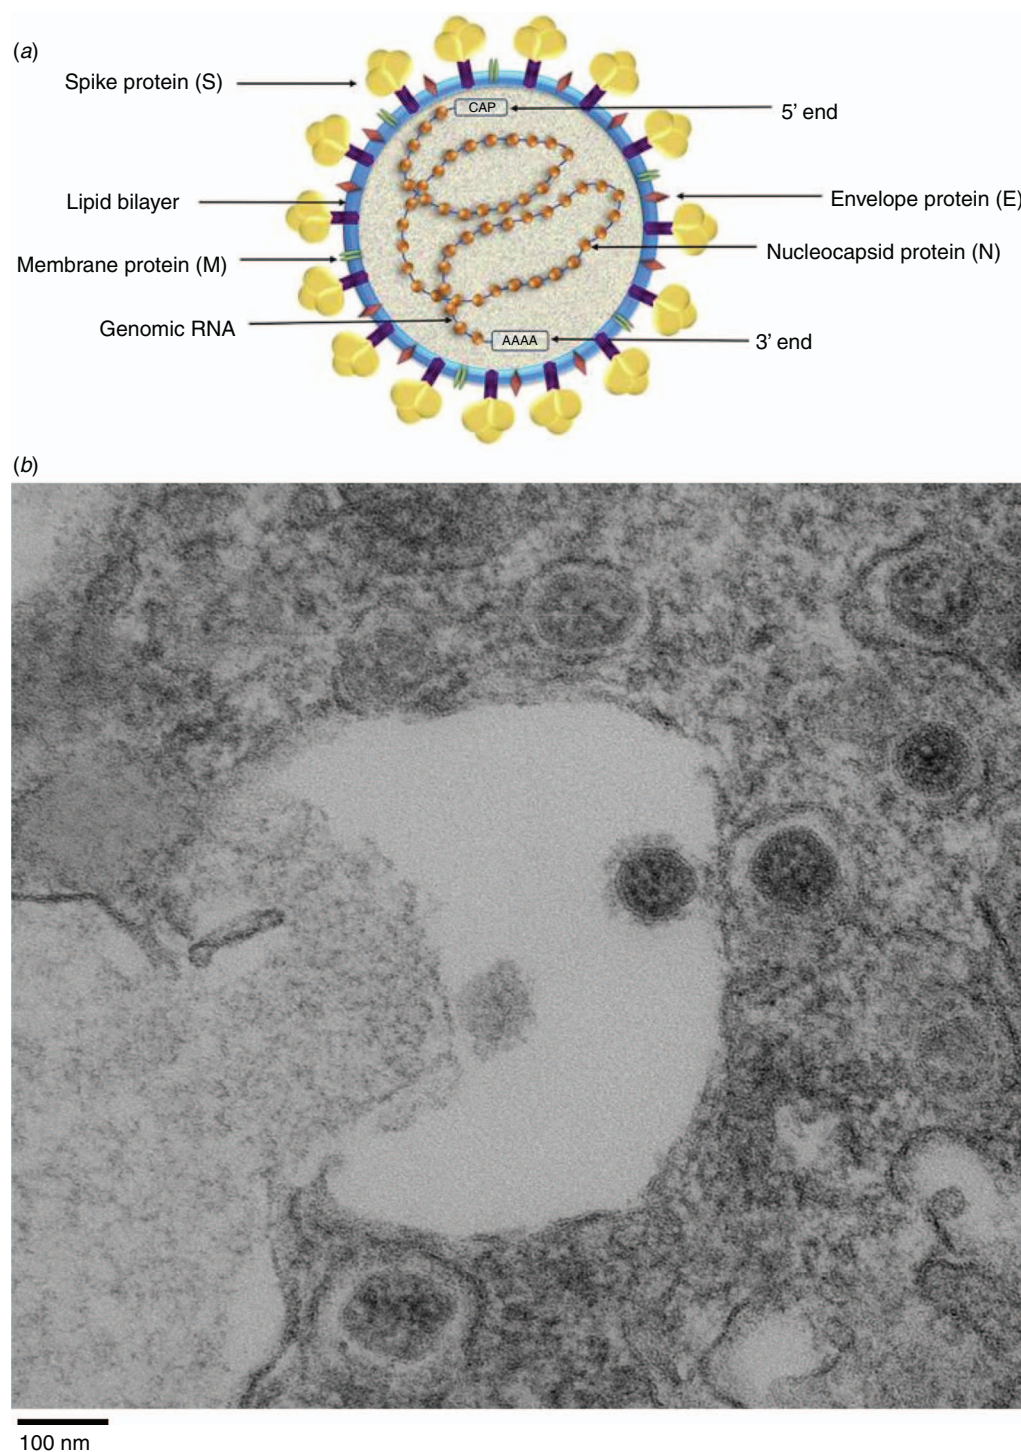 (a)
Spike protein (S)
CAP
5’ end
Lipid bilayer
Envelope protein (E)
Membrane protein (M)
Nucleocapsid protein (N)
Genomic RNA
AAAA
3’ end
(b)
100 nm